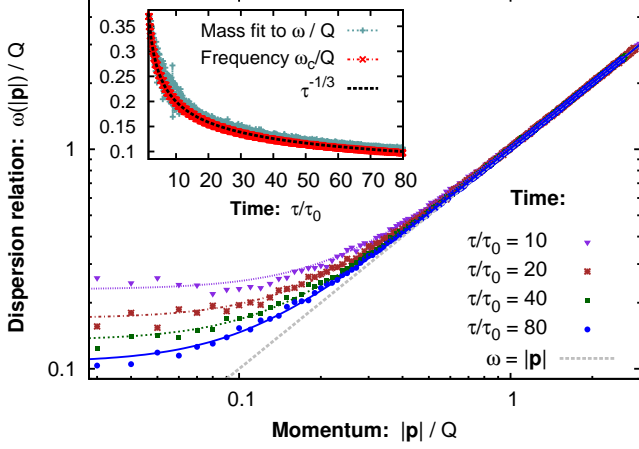 0.35
0.3
0.25
0.2
0.15
0.1
10 20 30 40 50 60 70 80
Time: τ/τ₀
Mass fit to ω / Q
Frequency ω_c/Q
τ^-1/3
Dispersion relation: ω(|p|) / Q
1
0.1
0.1 1
Momentum: |p| / Q
Time:
τ/τ₀ = 10
τ/τ₀ = 20
τ/τ₀ = 40
τ/τ₀ = 80
ω = |p|